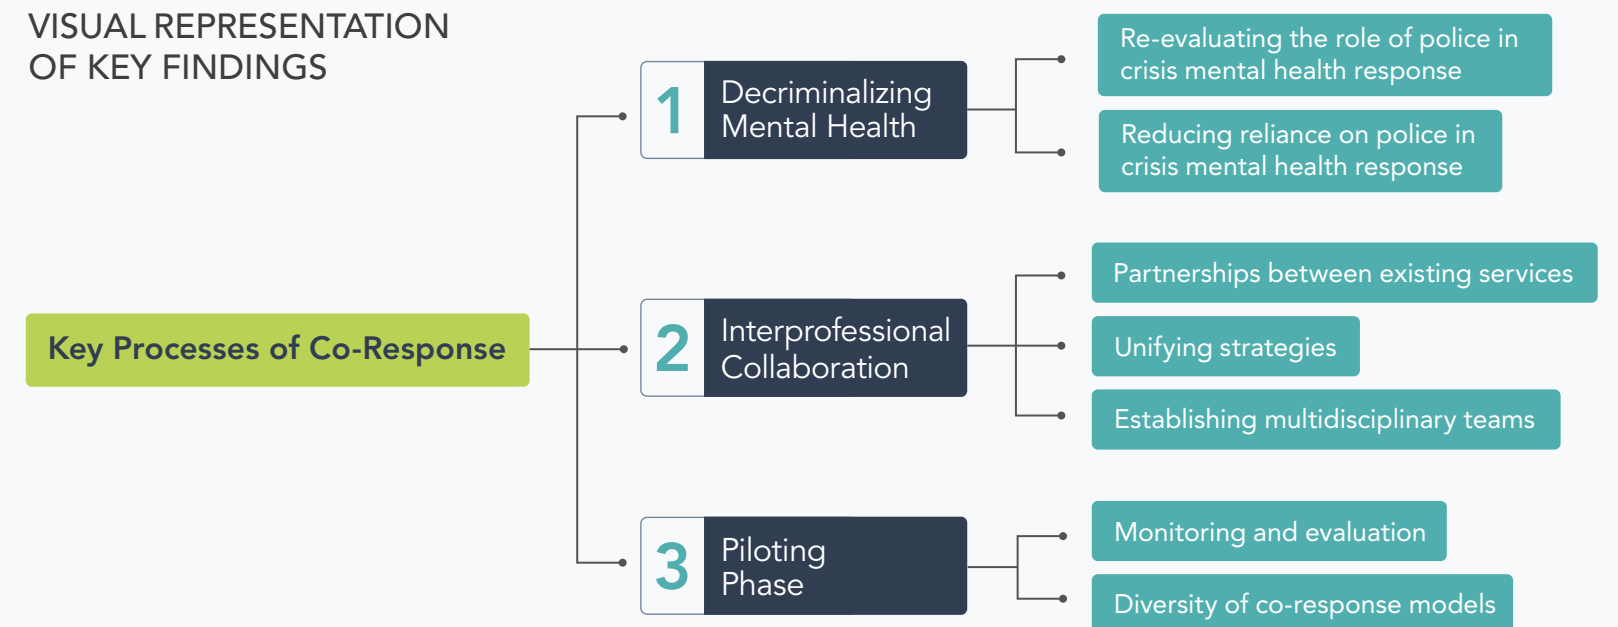 VISUAL REPRESENTATION
OF KEY FINDINGS
Key Processes of Co-Response
1
Decriminalizing
Mental Health
Re-evaluating the role of police in
crisis mental health response
Reducing reliance on police in
crisis mental health response
2
Interprofessional
Collaboration
Partnerships between existing services
Unifying strategies
Establishing multidisciplinary teams
3
Piloting
Phase
Monitoring and evaluation
Diversity of co-response models